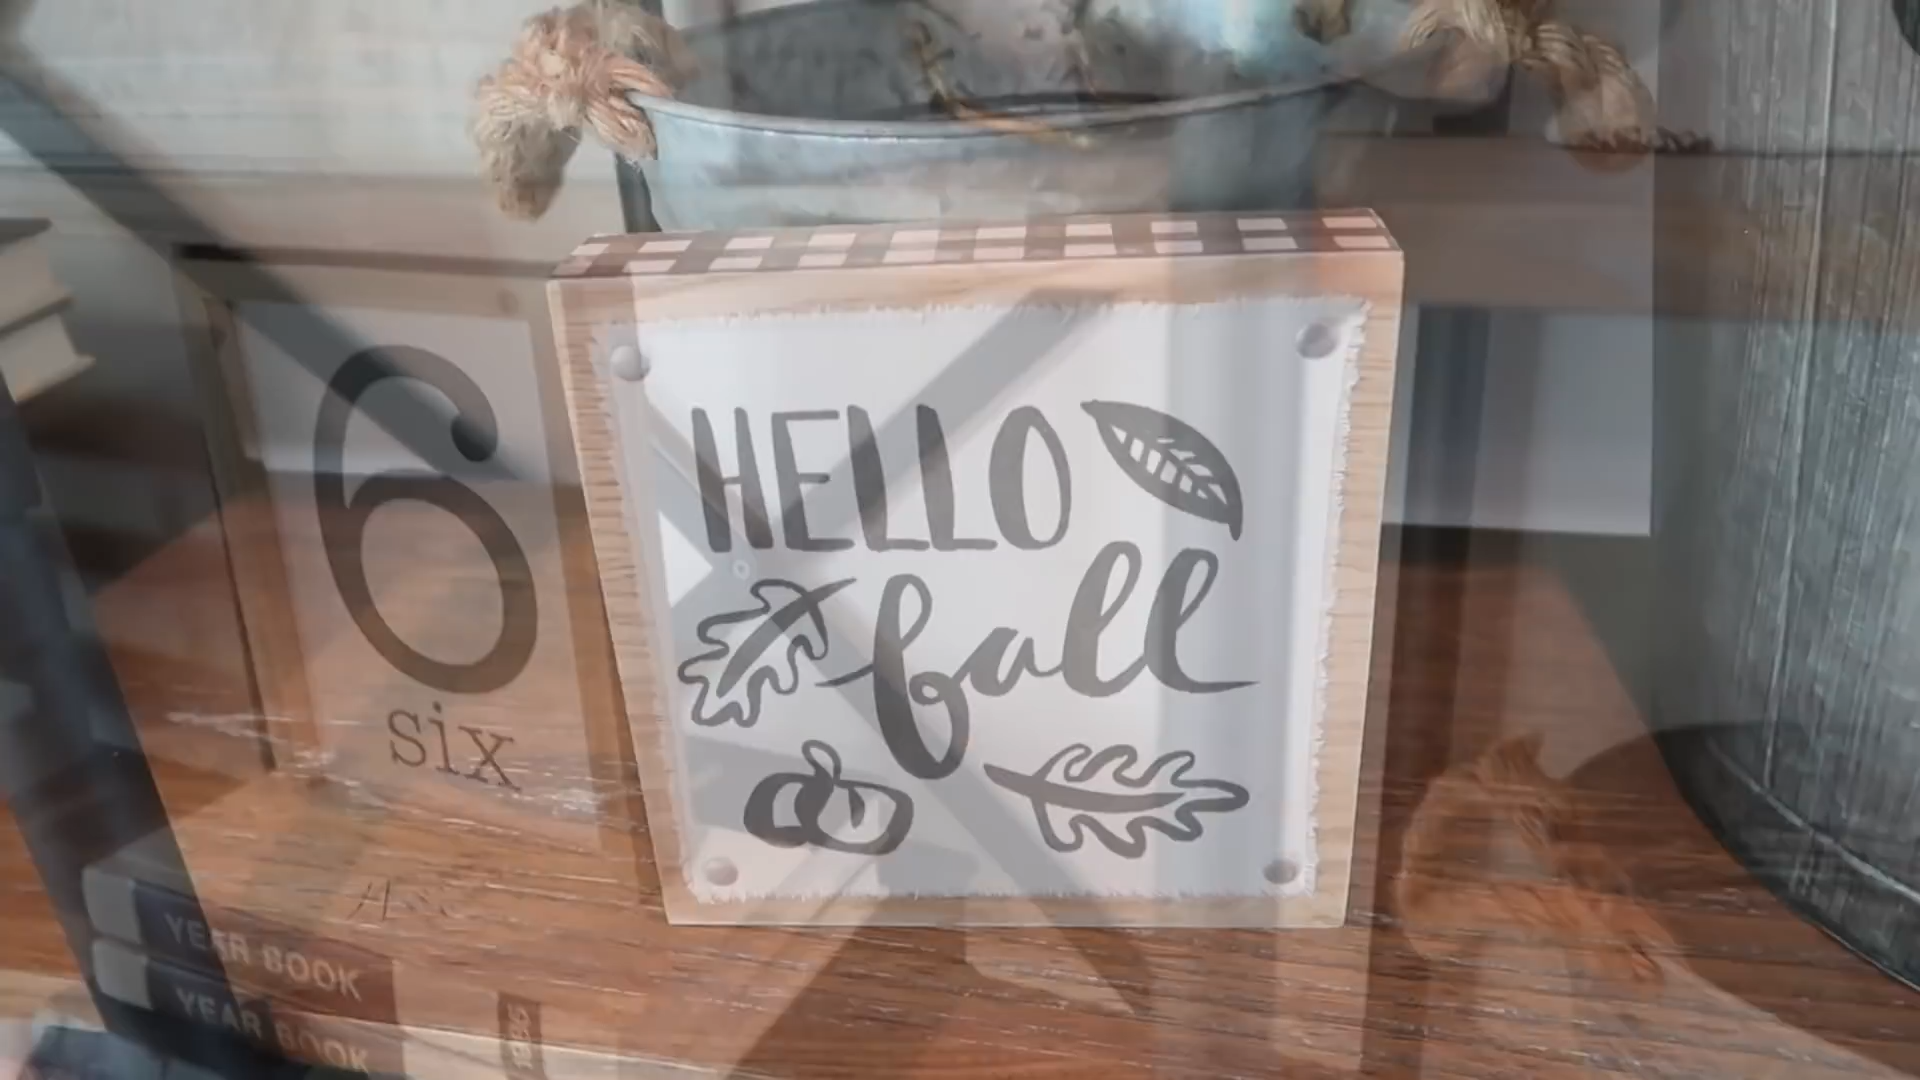 6
six
HELLO
fall
YEAR BOOK
YEAR BOOK